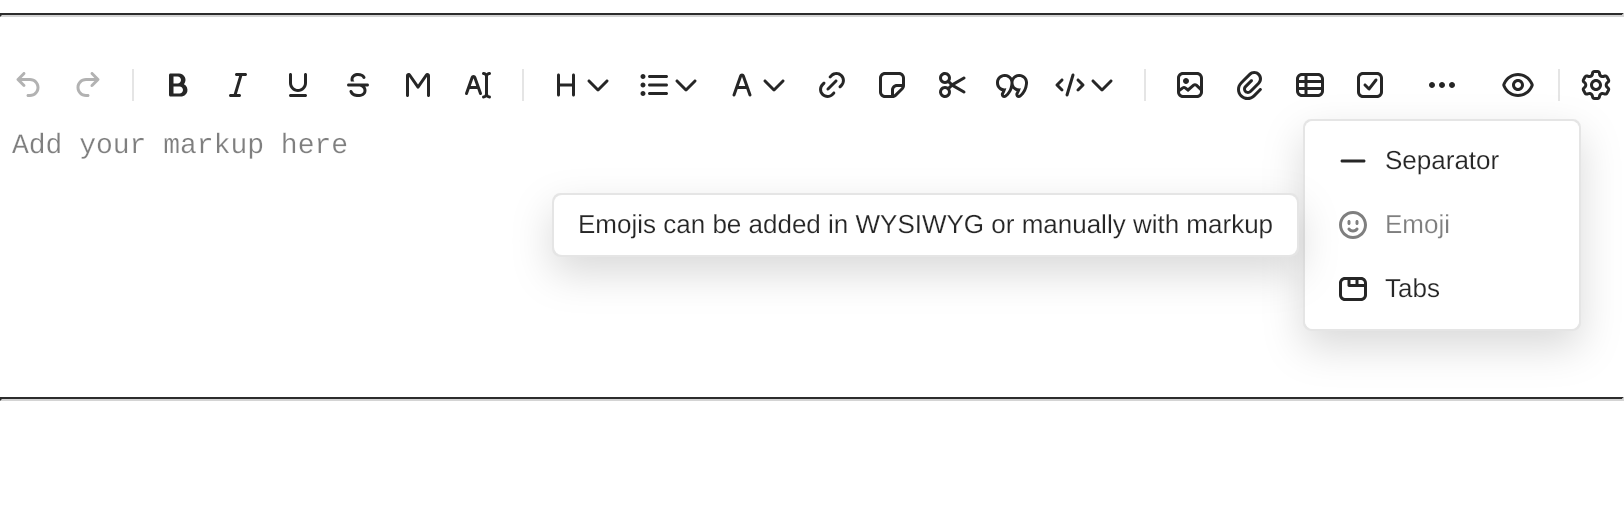 Add your markup here
Separator
Emojis can be added in WYSIWYG or manually with markup
Emoji
Tabs